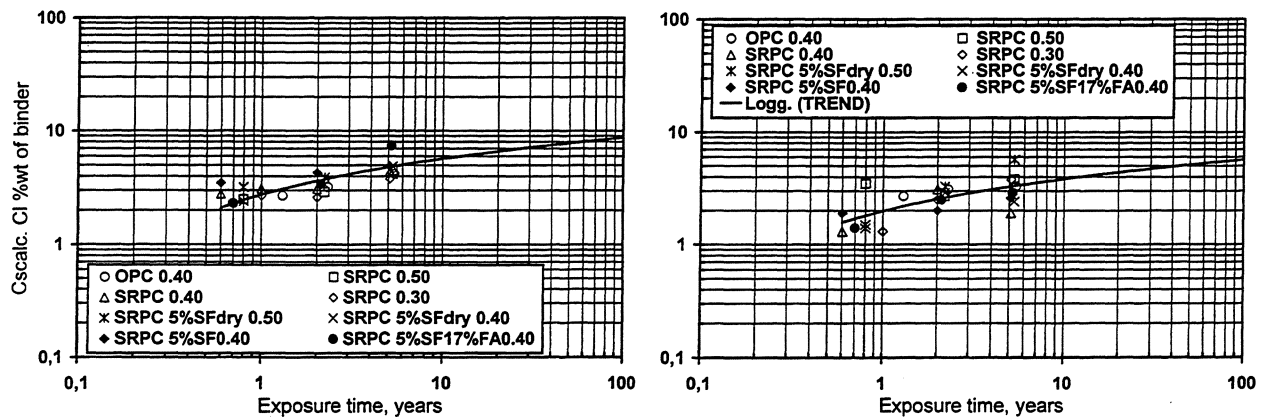 100
10
1
0,1
Cscalc. Cl %wt of binder
OPC 0.40
SRPC 0.50
SRPC 0.40
SRPC 0.30
SRPC 5%SFdry 0.50
SRPC 5%SFdry 0.40
SRPC 5%SF0.40
SRPC 5%SF17%FA0.40
0,1
1
10
100
Exposure time, years
100
10
1
0,1
OPC 0.40
SRPC 0.50
SRPC 0.40
SRPC 0.30
SRPC 5%SFdry 0.50
SRPC 5%SFdry 0.40
SRPC 5%SF0.40
SRPC 5%SF17%FA0.40
Logg. (TREND)
0,1
1
10
100
Exposure time, years